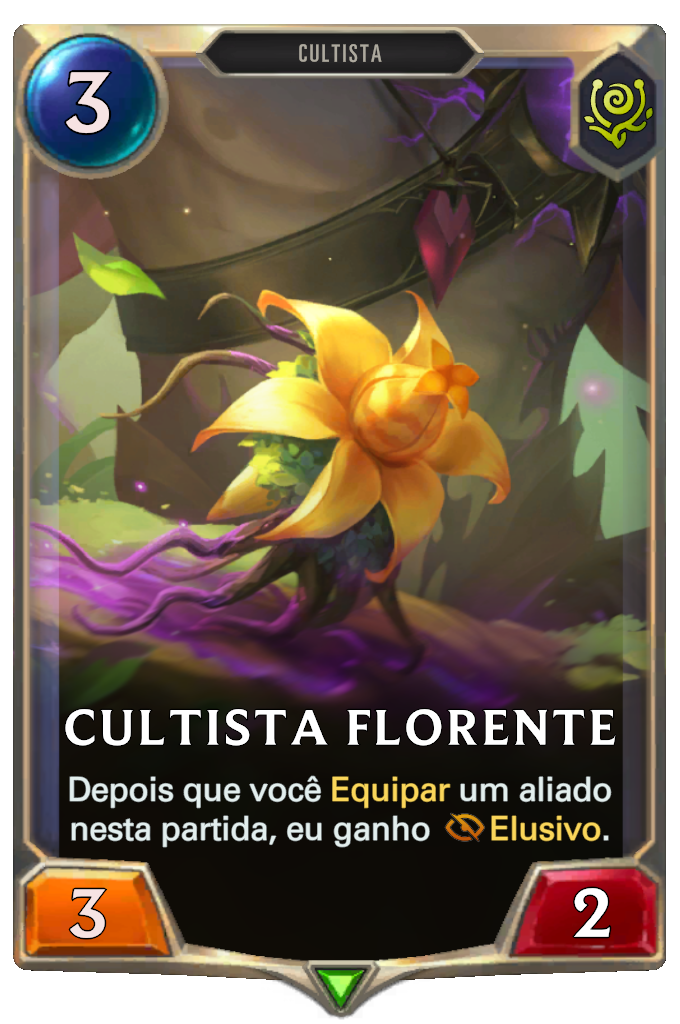 CULTISTA
3
CULTISTA FLORENTE
Depois que você Equipar um aliado
nesta partida, eu ganho Elusivo.
3
2